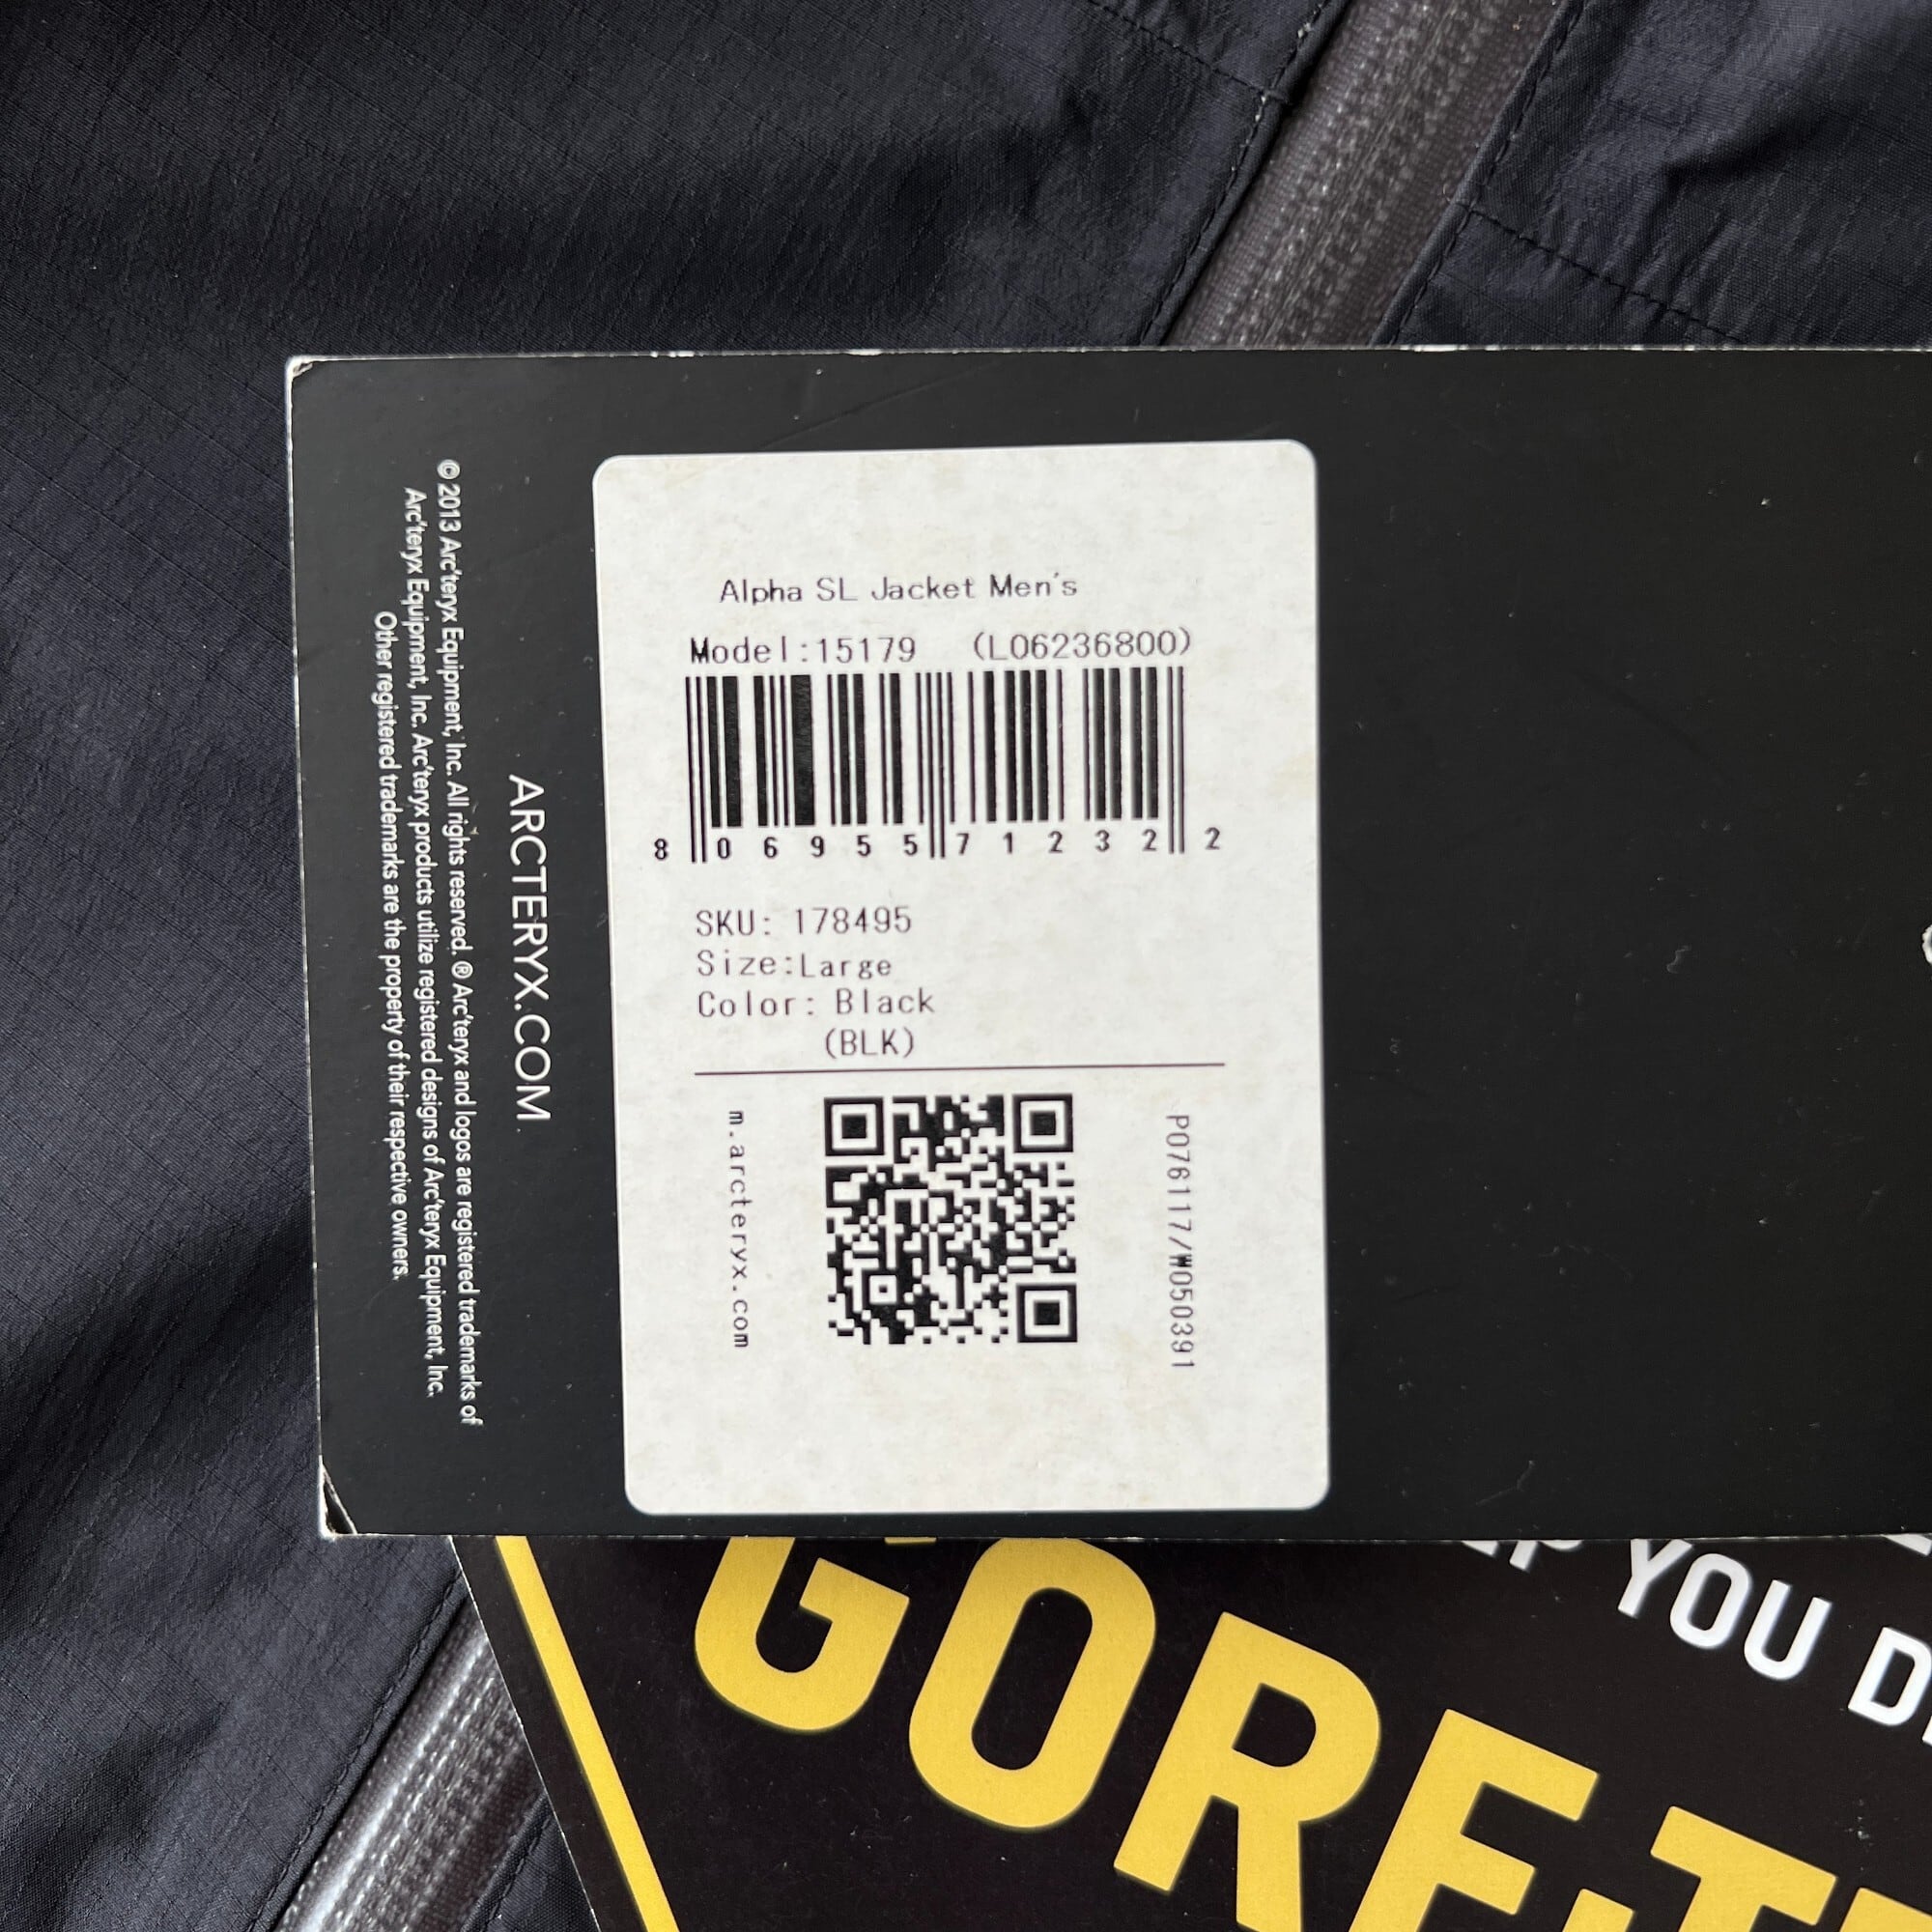 Alpha SL Jacket Men's
Model:15179 (L06236800)
8 06955 71232 2
SKU: 178495
Size:Large
Color: Black
(BLK)
m.arcteryx.com
P076117/W050391
ARCTERYX.COM
© 2013 Arc'teryx Equipment, Inc. All rights reserved. ® Arc'teryx and logos are registered trademarks of
Arc'teryx Equipment, Inc. Arc'teryx products utilize registered designs of Arc'teryx Equipment, Inc.
Other registered trademarks are the property of their respective owners.
YOU